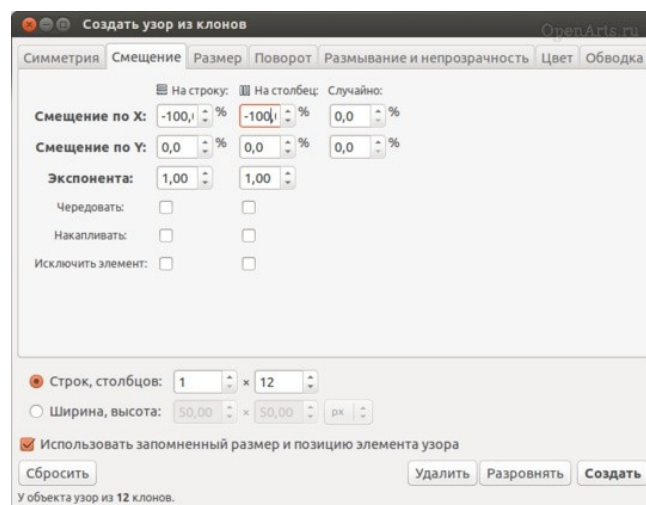 Создать узор из клонов
OpenArts.ru
Симметрия Смещение Размер Поворот Размывание и непрозрачность Цвет Обводка
На строку: На столбец: Случайно:
Смещение по X: -100, % -100, % 0,0 %
Смещение по Y: 0,0 % 0,0 % 0,0 %
Экспонента: 1,00 1,00
Чередовать:
Накапливать:
Исключить элемент:
Строк, столбцов: 1 × 12
Ширина, высота: 50,00 × 50,00 px
Использовать запомненный размер и позицию элемента узора
Сбросить Удалить Разровнять Создать
У объекта узор из 12 клонов.